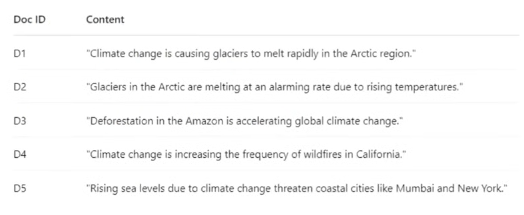 Doc ID Content
D1 "Climate change is causing glaciers to melt rapidly in the Arctic region."
D2 "Glaciers in the Arctic are melting at an alarming rate due to rising temperatures."
D3 "Deforestation in the Amazon is accelerating global climate change."
D4 "Climate change is increasing the frequency of wildfires in California."
D5 "Rising sea levels due to climate change threaten coastal cities like Mumbai and New York."